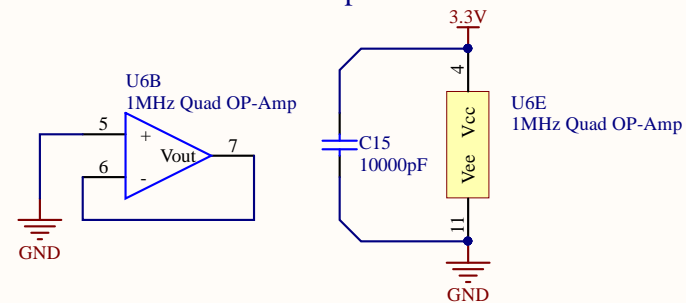 3.3V
U6B
1MHz Quad OP-Amp
5
+
Vout
7
6
-
GND
4
Vcc
Vee
11
U6E
1MHz Quad OP-Amp
C15
10000pF
GND